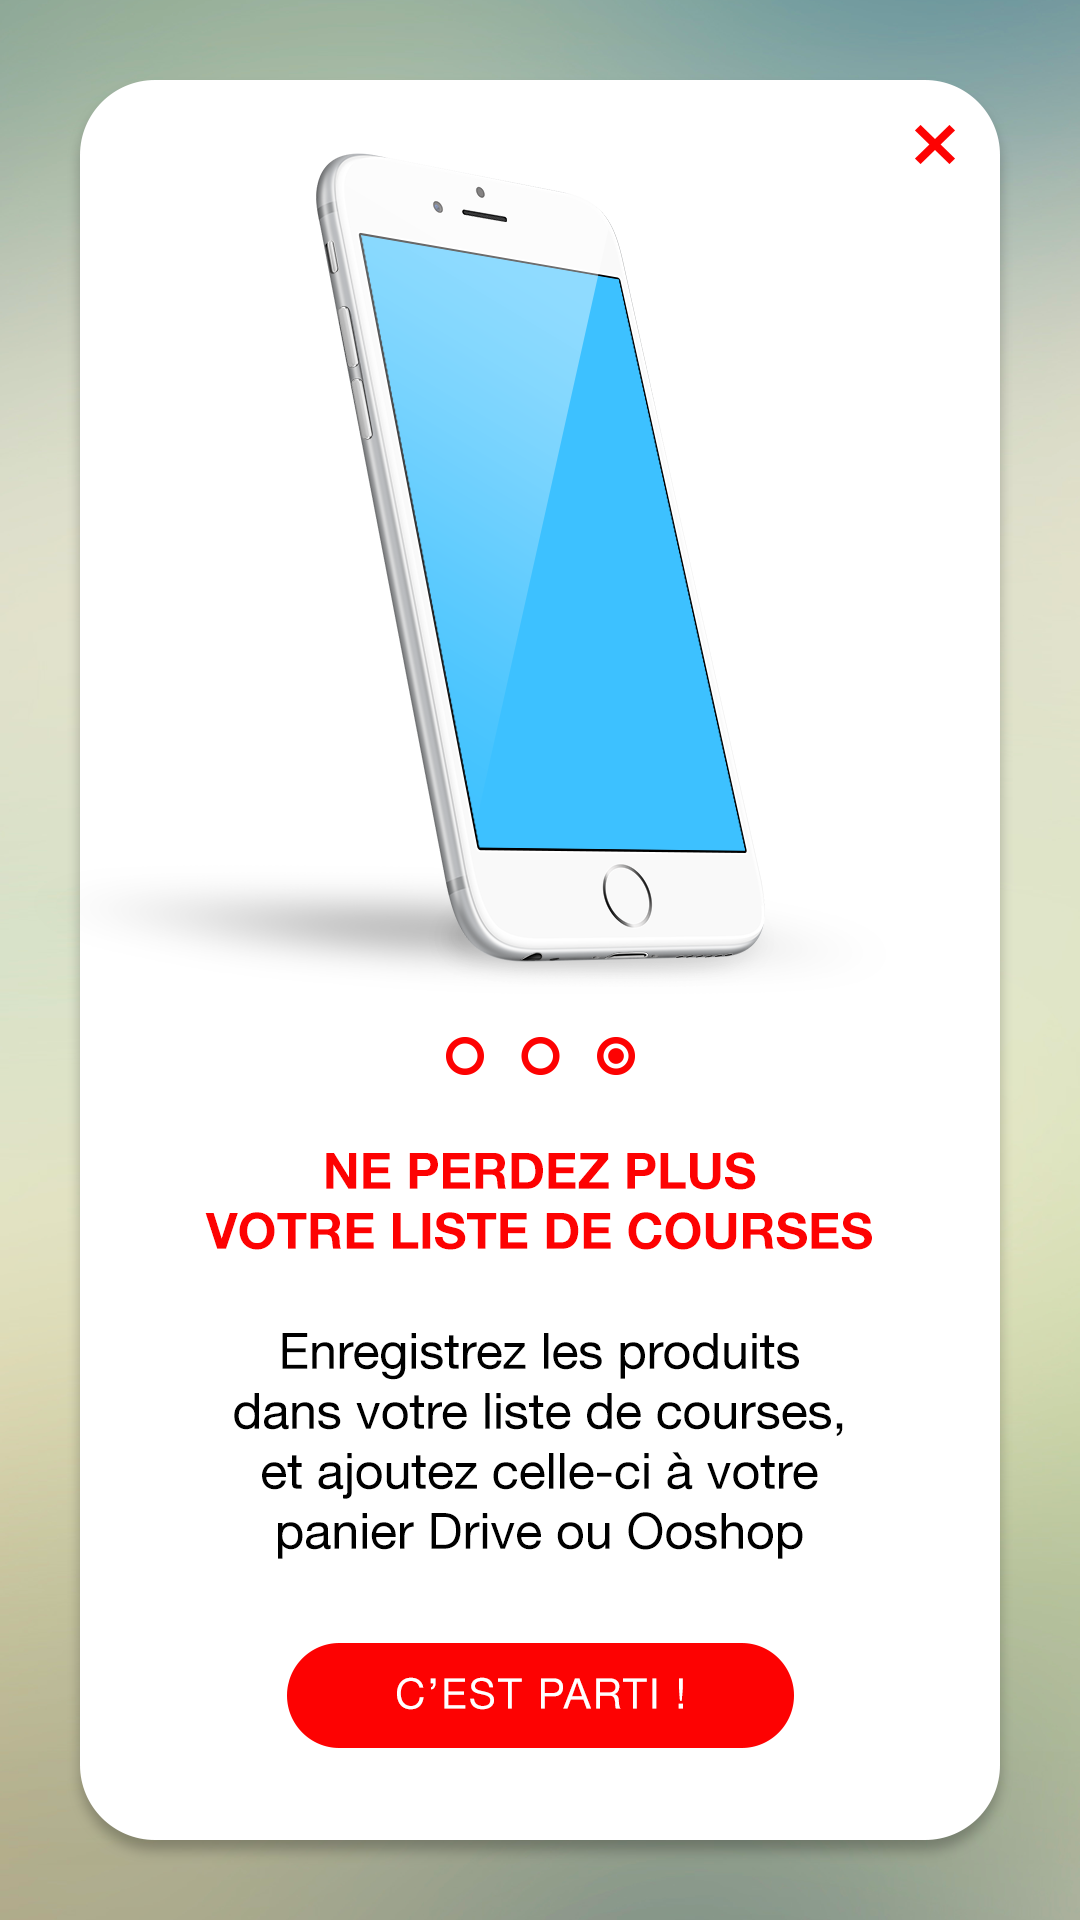 NE PERDEZ PLUS
VOTRE LISTE DE COURSES
Enregistrez les produits
dans votre liste de courses,
et ajoutez celle-ci à votre
panier Drive ou Ooshop
C’EST PARTI !